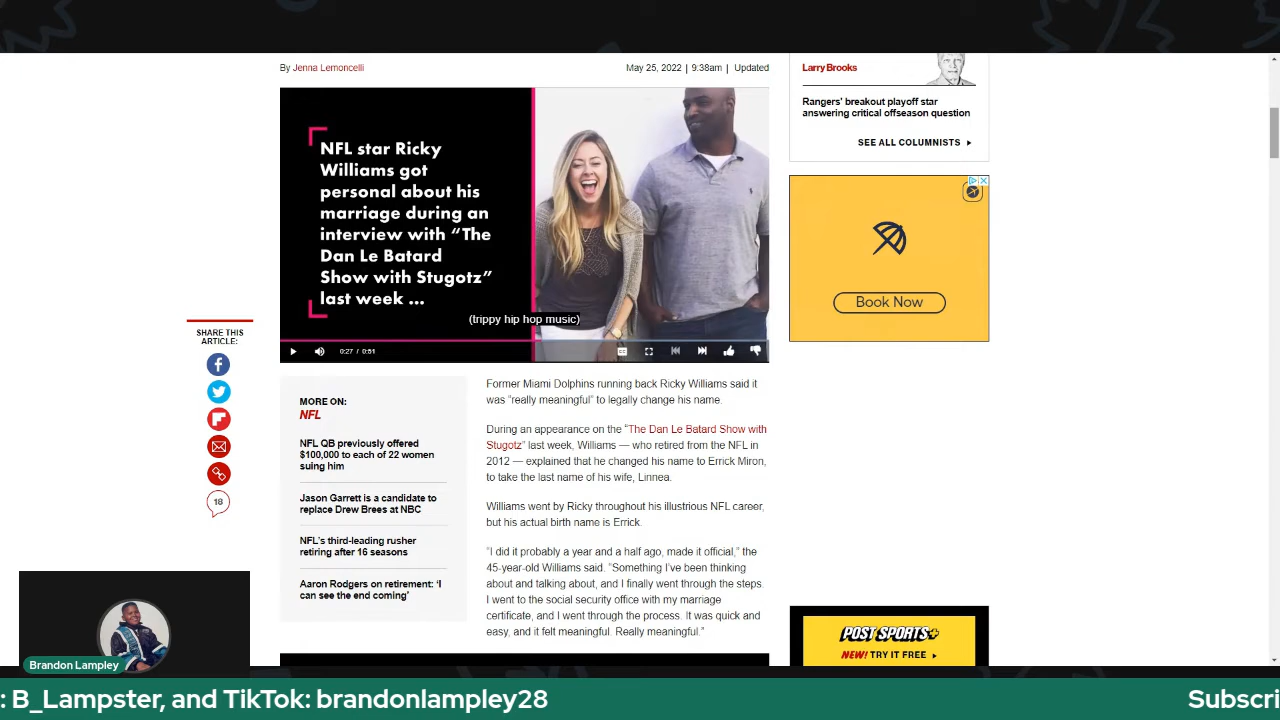 By Jenna Lemoncelli
May 25, 2022 | 9:38am | Updated
NFL star Ricky
Williams got
personal about his
marriage during an
interview with “The
Dan Le Batard
Show with Stugotz”
last week ...
(trippy hip hop music)
0:27 / 0:51
CC
SHARE THIS
ARTICLE:
18
MORE ON:
NFL
NFL QB previously offered
$100,000 to each of 22 women
suing him
Jason Garrett is a candidate to
replace Drew Brees at NBC
NFL's third-leading rusher
retiring after 16 seasons
Aaron Rodgers on retirement: ‘I
can see the end coming’
Former Miami Dolphins running back Ricky Williams said it
was “really meaningful” to legally change his name.
During an appearance on the “The Dan Le Batard Show with
Stugotz” last week, Williams — who retired from the NFL in
2012 — explained that he changed his name to Errick Miron,
to take the last name of his wife, Linnea.
Williams went by Ricky throughout his illustrious NFL career,
but his actual birth name is Errick.
“I did it probably a year and a half ago, made it official,” the
45-year-old Williams said. “Something I’ve been thinking
about and talking about, and I finally went through the steps.
I went to the social security office with my marriage
certificate, and I went through the process. It was quick and
easy, and it felt meaningful. Really meaningful.”
Larry Brooks
Rangers' breakout playoff star
answering critical offseason question
SEE ALL COLUMNISTS
Book Now
POST SPORTS+
NEW! TRY IT FREE
Brandon Lampley
: B_Lampster, and TikTok: brandonlampley28
Subscri